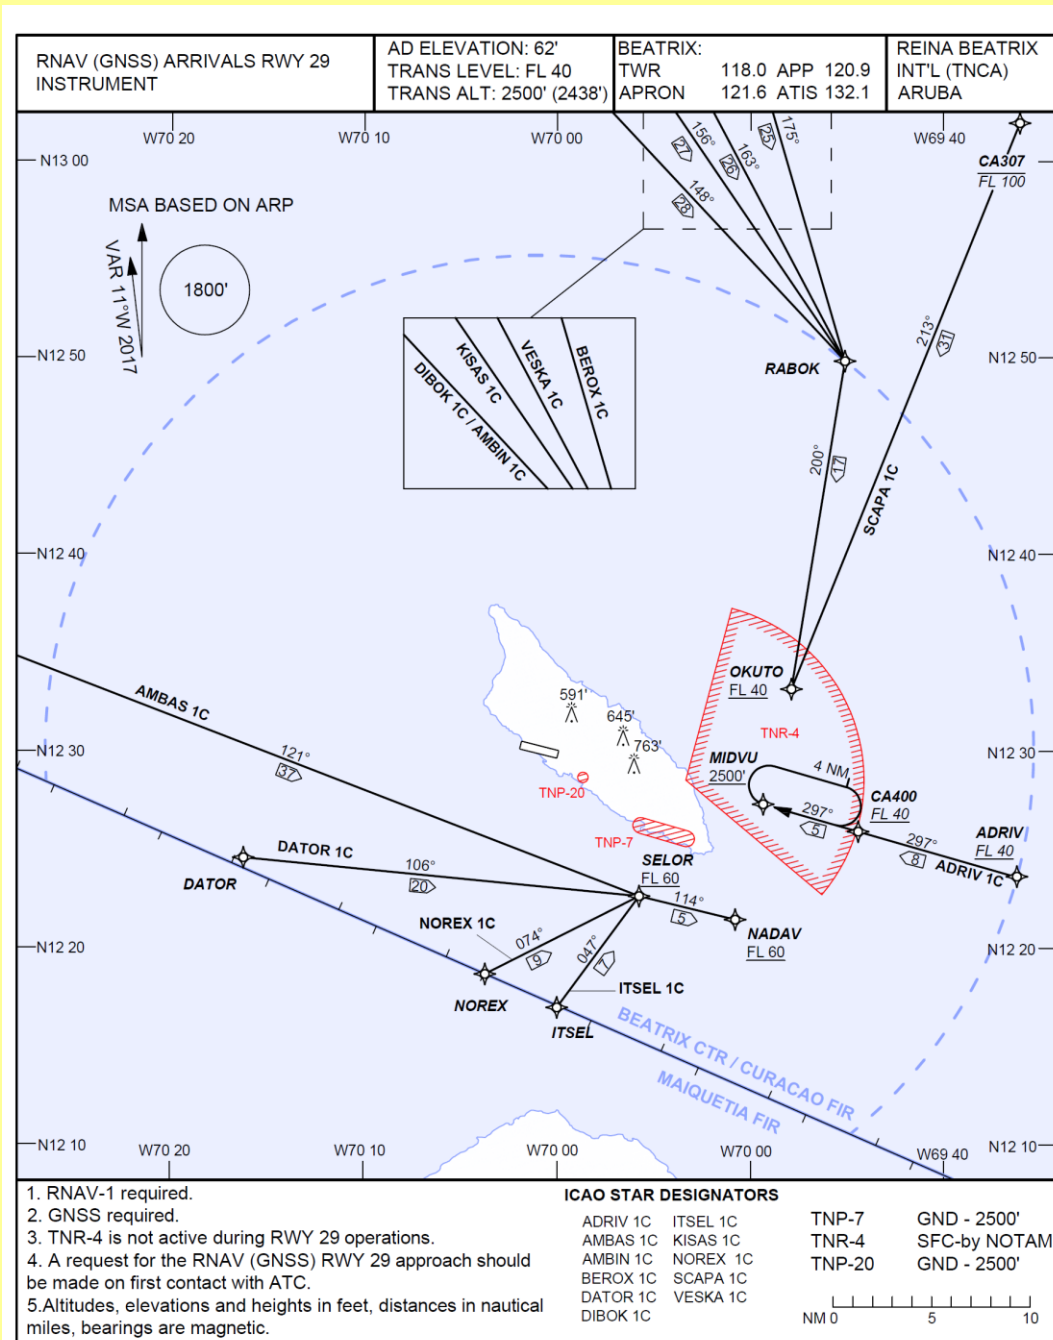 RNAV (GNSS) ARRIVALS RWY 29
INSTRUMENT
AD ELEVATION: 62'
TRANS LEVEL: FL 40
TRANS ALT: 2500' (2438')
BEATRIX:
TWR 118.0 APP 120.9
APRON 121.6 ATIS 132.1
REINA BEATRIX
INT'L (TNCA)
ARUBA
W70 20
W70 10
W70 00
W69 40
N13 00
156°
175°
27
163°
25
26
148°
28
CA307
FL 100
MSA BASED ON ARP
VAR 11°W 2017
1800'
213°
31
N12 50
N12 50
RABOK
DIBOK 1C / AMBIN 1C
KISAS 1C
VESKA 1C
BEROX 1C
200°
17
SCAPA 1C
N12 40
N12 40
OKUTO
FL 40
AMBAS 1C
591'
645'
763'
TNR-4
121°
37
N12 30
N12 30
MIDVU
2500'
4 NM
TNP-20
297°
5
CA400
FL 40
297°
8
ADRIV
FL 40
ADRIV 1C
TNP-7
DATOR 1C
106°
20
DATOR
SELOR
FL 60
114°
5
NADAV
FL 60
NOREX 1C
074°
9
047°
7
ITSEL 1C
N12 20
N12 20
NOREX
ITSEL
BEATRIX CTR / CURACAO FIR
MAIQUETIA FIR
N12 10
N12 10
W70 20
W70 10
W70 00
W70 00
W69 40
1. RNAV-1 required.
2. GNSS required.
3. TNR-4 is not active during RWY 29 operations.
4. A request for the RNAV (GNSS) RWY 29 approach should
be made on first contact with ATC.
5.Altitudes, elevations and heights in feet, distances in nautical
miles, bearings are magnetic.
ICAO STAR DESIGNATORS
ADRIV 1C ITSEL 1C
AMBAS 1C KISAS 1C
AMBIN 1C NOREX 1C
BEROX 1C SCAPA 1C
DATOR 1C VESKA 1C
DIBOK 1C
TNP-7 GND - 2500'
TNR-4 SFC-by NOTAM
TNP-20 GND - 2500'
NM 0 5 10